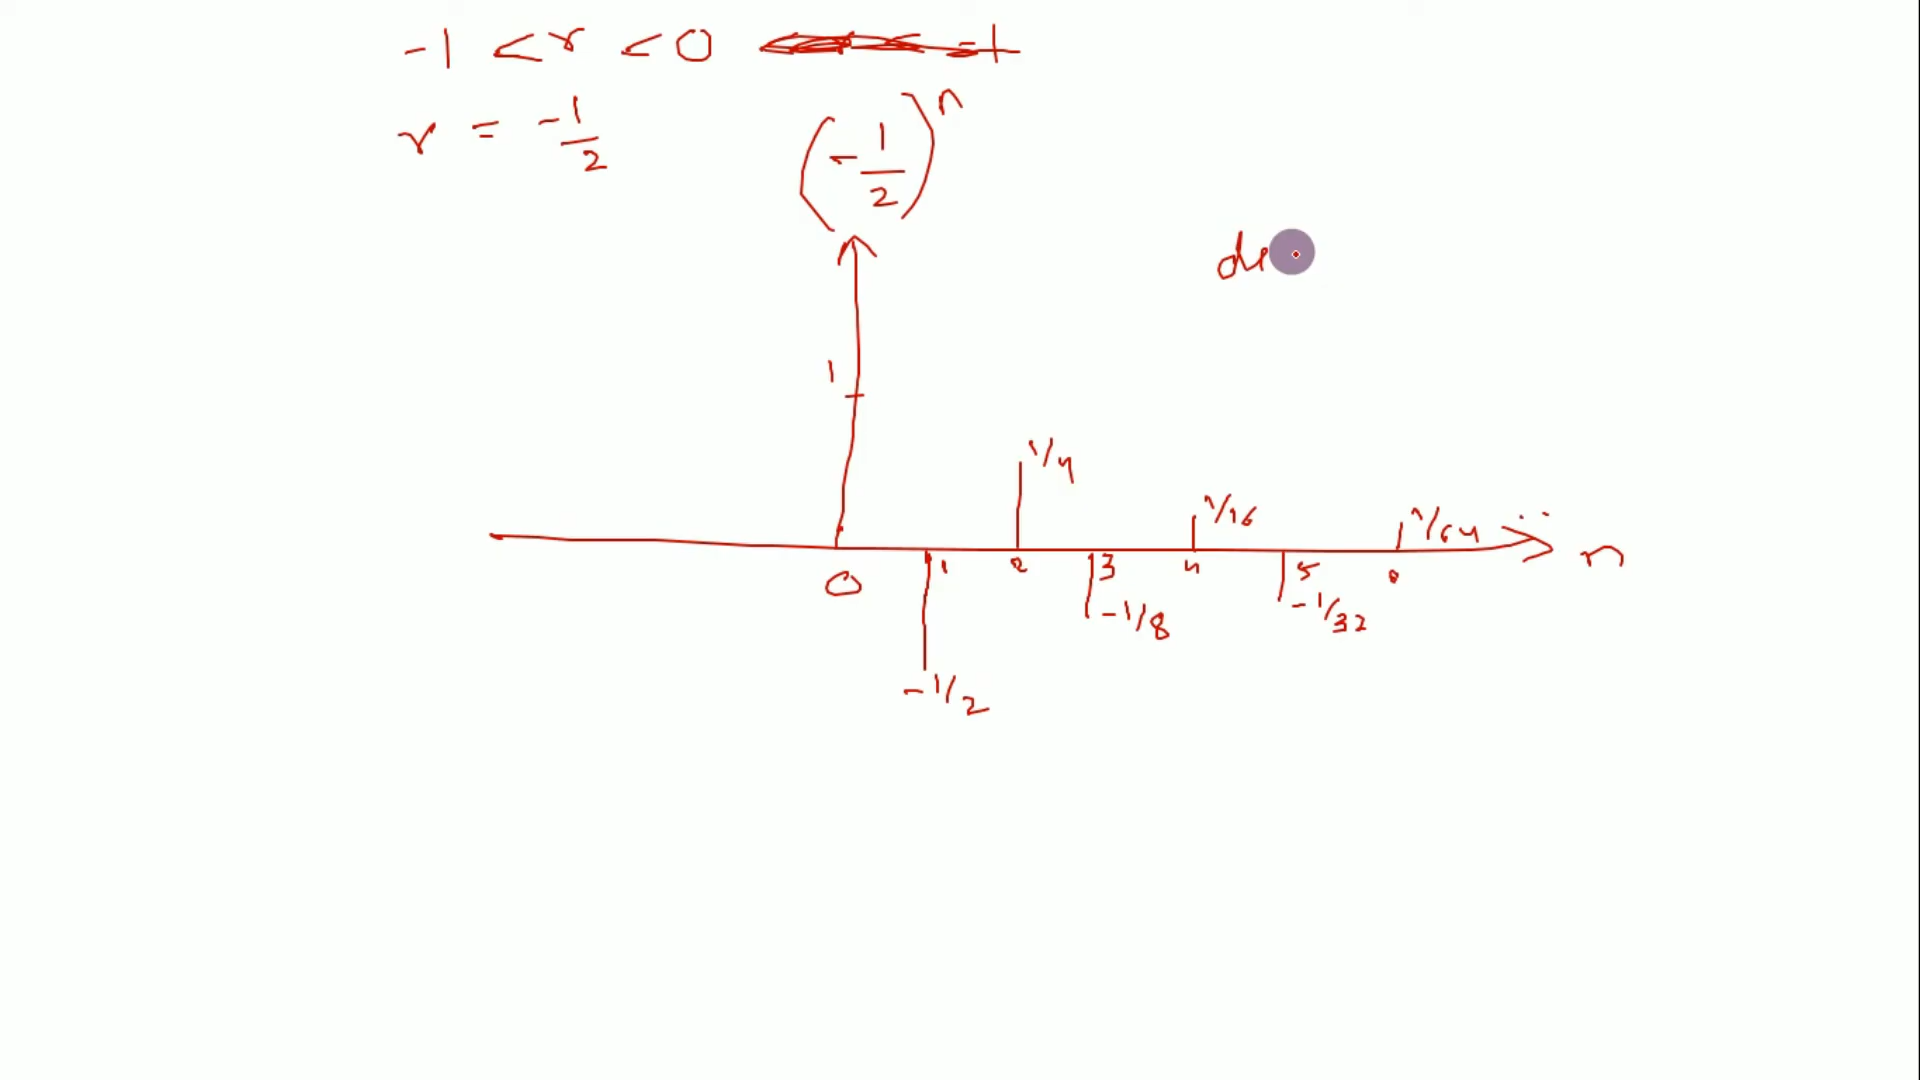 -1 < r < 0
r = -1/2
(-1/2)^n
de
1
1/4
1/16 1/64 ..
n
0 1 2 3 4 5
-1/8 -1/32
-1/2